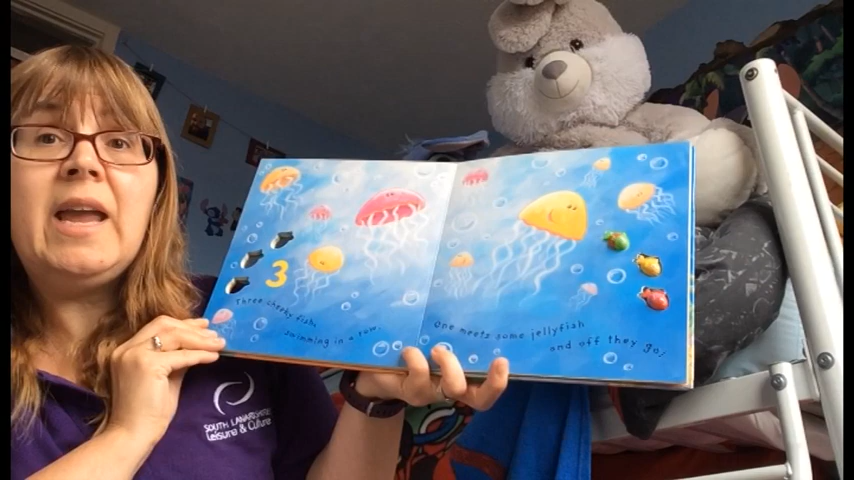 3
Three cheeky fish,
swimming in a row.
One meets some jellyfish
and off they go!
SOUTH LANARKSHIRE
Leisure & Culture